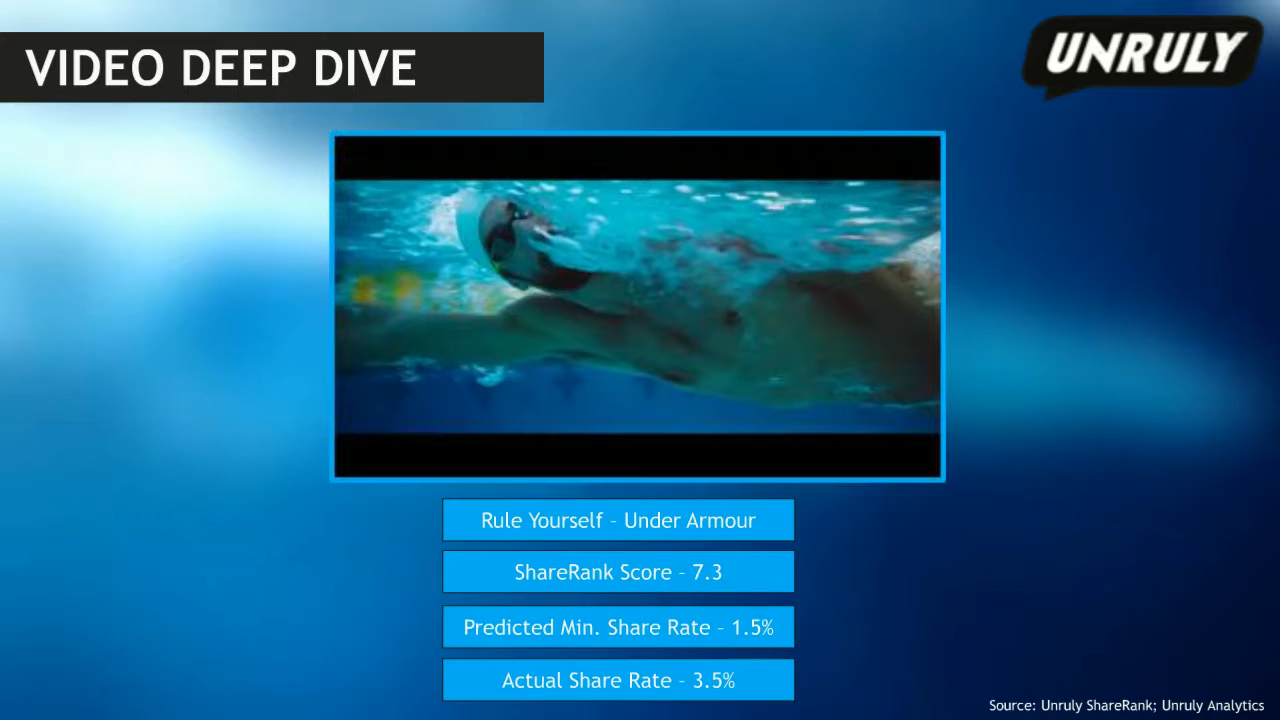 VIDEO DEEP DIVE
UNRULY
Rule Yourself – Under Armour
ShareRank Score – 7.3
Predicted Min. Share Rate – 1.5%
Actual Share Rate – 3.5%
Source: Unruly ShareRank; Unruly Analytics